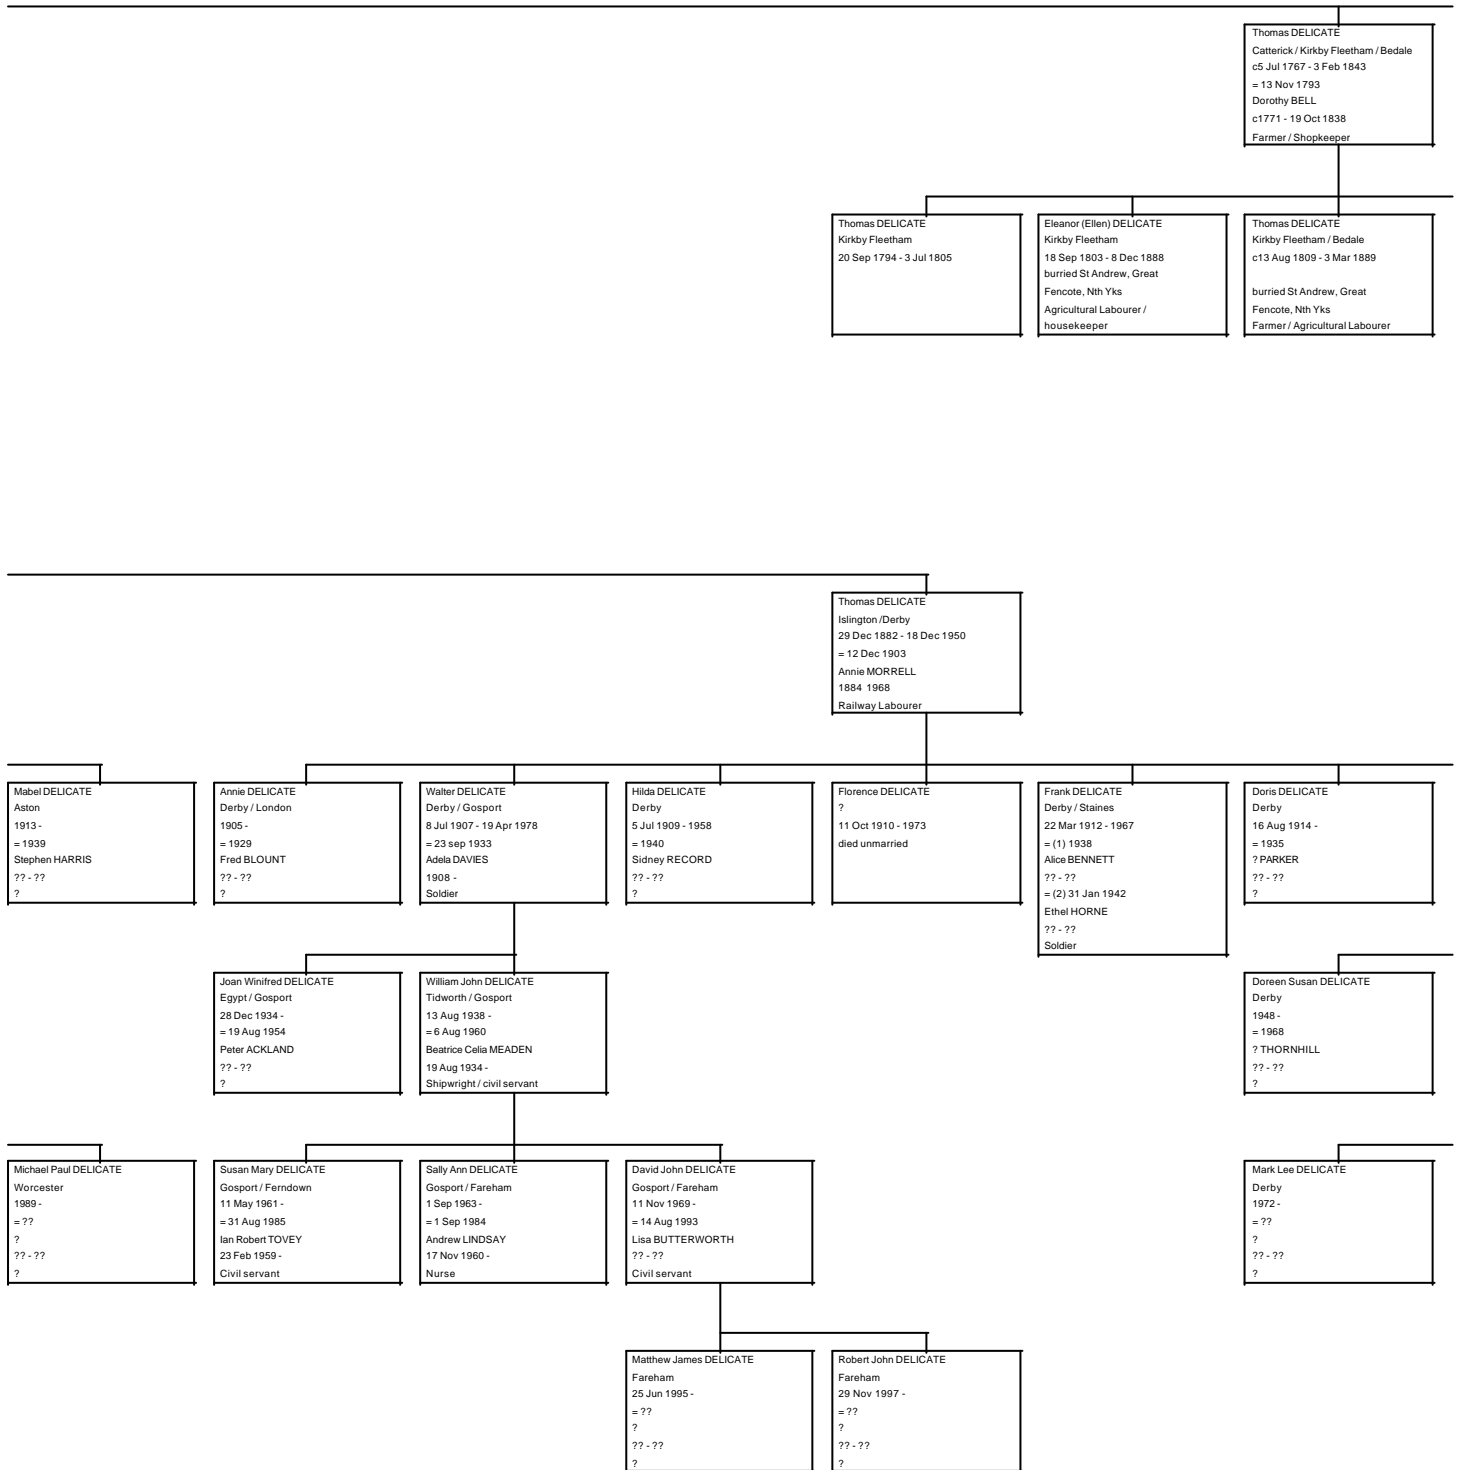 Thomas DELICATE
Catterick / Kirkby Fleetham / Bedale
c5 Jul 1767 - 3 Feb 1843
= 13 Nov 1793
Dorothy BELL
c1771 - 19 Oct 1838
Farmer / Shopkeeper
Thomas DELICATE
Kirkby Fleetham
20 Sep 1794 - 3 Jul 1805
Eleanor (Ellen) DELICATE
Kirkby Fleetham
18 Sep 1803 - 8 Dec 1888
burried St Andrew, Great
Fencote, Nth Yks
Agricultural Labourer /
housekeeper
Thomas DELICATE
Kirkby Fleetham / Bedale
c13 Aug 1809 - 3 Mar 1889
burried St Andrew, Great
Fencote, Nth Yks
Farmer / Agricultural Labourer
Thomas DELICATE
Islington /Derby
29 Dec 1882 - 18 Dec 1950
= 12 Dec 1903
Annie MORRELL
1884 1968
Railway Labourer
Mabel DELICATE
Aston
1913 -
= 1939
Stephen HARRIS
?? - ??
?
Annie DELICATE
Derby / London
1905 -
= 1929
Fred BLOUNT
?? - ??
?
Walter DELICATE
Derby / Gosport
8 Jul 1907 - 19 Apr 1978
= 23 sep 1933
Adela DAVIES
1908 -
Soldier
Hilda DELICATE
Derby
5 Jul 1909 - 1958
= 1940
Sidney RECORD
?? - ??
?
Florence DELICATE
?
11 Oct 1910 - 1973
died unmarried
Frank DELICATE
Derby / Staines
22 Mar 1912 - 1967
= (1) 1938
Alice BENNETT
?? - ??
= (2) 31 Jan 1942
Ethel HORNE
?? - ??
Soldier
Doris DELICATE
Derby
16 Aug 1914 -
= 1935
? PARKER
?? - ??
?
Joan Winifred DELICATE
Egypt / Gosport
28 Dec 1934 -
= 19 Aug 1954
Peter ACKLAND
?? - ??
?
William John DELICATE
Tidworth / Gosport
13 Aug 1938 -
= 6 Aug 1960
Beatrice Celia MEADEN
19 Aug 1934 -
Shipwright / civil servant
Doreen Susan DELICATE
Derby
1948 -
= 1968
? THORNHILL
?? - ??
?
Michael Paul DELICATE
Worcester
1989 -
= ??
?
?? - ??
?
Susan Mary DELICATE
Gosport / Ferndown
11 May 1961 -
= 31 Aug 1985
Ian Robert TOVEY
23 Feb 1959 -
Civil servant
Sally Ann DELICATE
Gosport / Fareham
1 Sep 1963 -
= 1 Sep 1984
Andrew LINDSAY
17 Nov 1960 -
Nurse
David John DELICATE
Gosport / Fareham
11 Nov 1969 -
= 14 Aug 1993
Lisa BUTTERWORTH
?? - ??
Civil servant
Mark Lee DELICATE
Derby
1972 -
= ??
?
?? - ??
?
Matthew James DELICATE
Fareham
25 Jun 1995 -
= ??
?
?? - ??
?
Robert John DELICATE
Fareham
29 Nov 1997 -
= ??
?
?? - ??
?